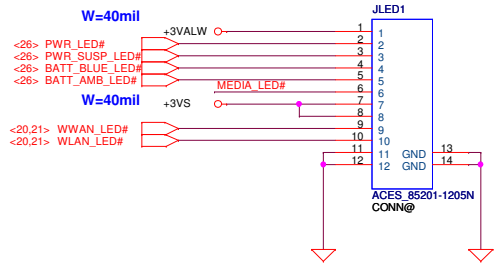 W=40mil
JLED1
+3VALW 1 1
<26> PWR_LED# 2 2
<26> PWR_SUSP_LED# 3 3
<26> BATT_BLUE_LED# 4 4
<26> BATT_AMB_LED# 5 5
MEDIA_LED# 6 6
W=40mil
+3VS 7 7
8 8
<20,21> WWAN_LED# 9 9
<20,21> WLAN_LED# 10 10
11 11 GND 13
12 12 GND 14
ACES_85201-1205N
CONN@